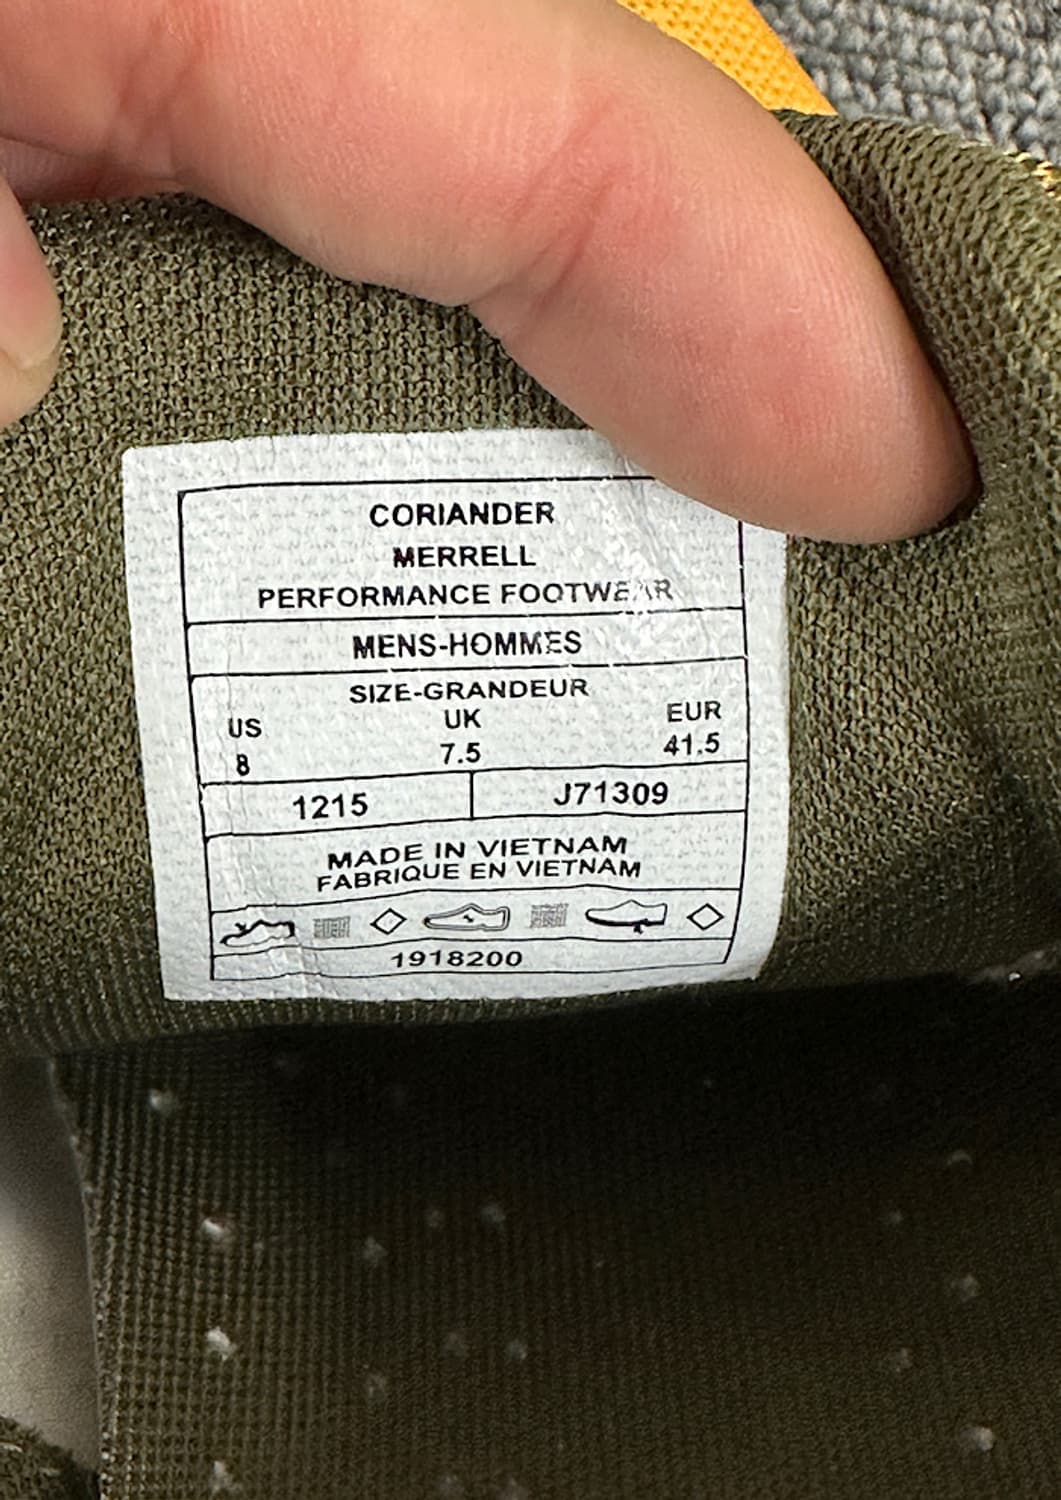 CORIANDER
MERRELL
PERFORMANCE FOOTWEAR
MENS-HOMMES
SIZE-GRANDEUR
US UK EUR
8 7.5 41.5
1215 J71309
MADE IN VIETNAM
FABRIQUE EN VIETNAM
1918200